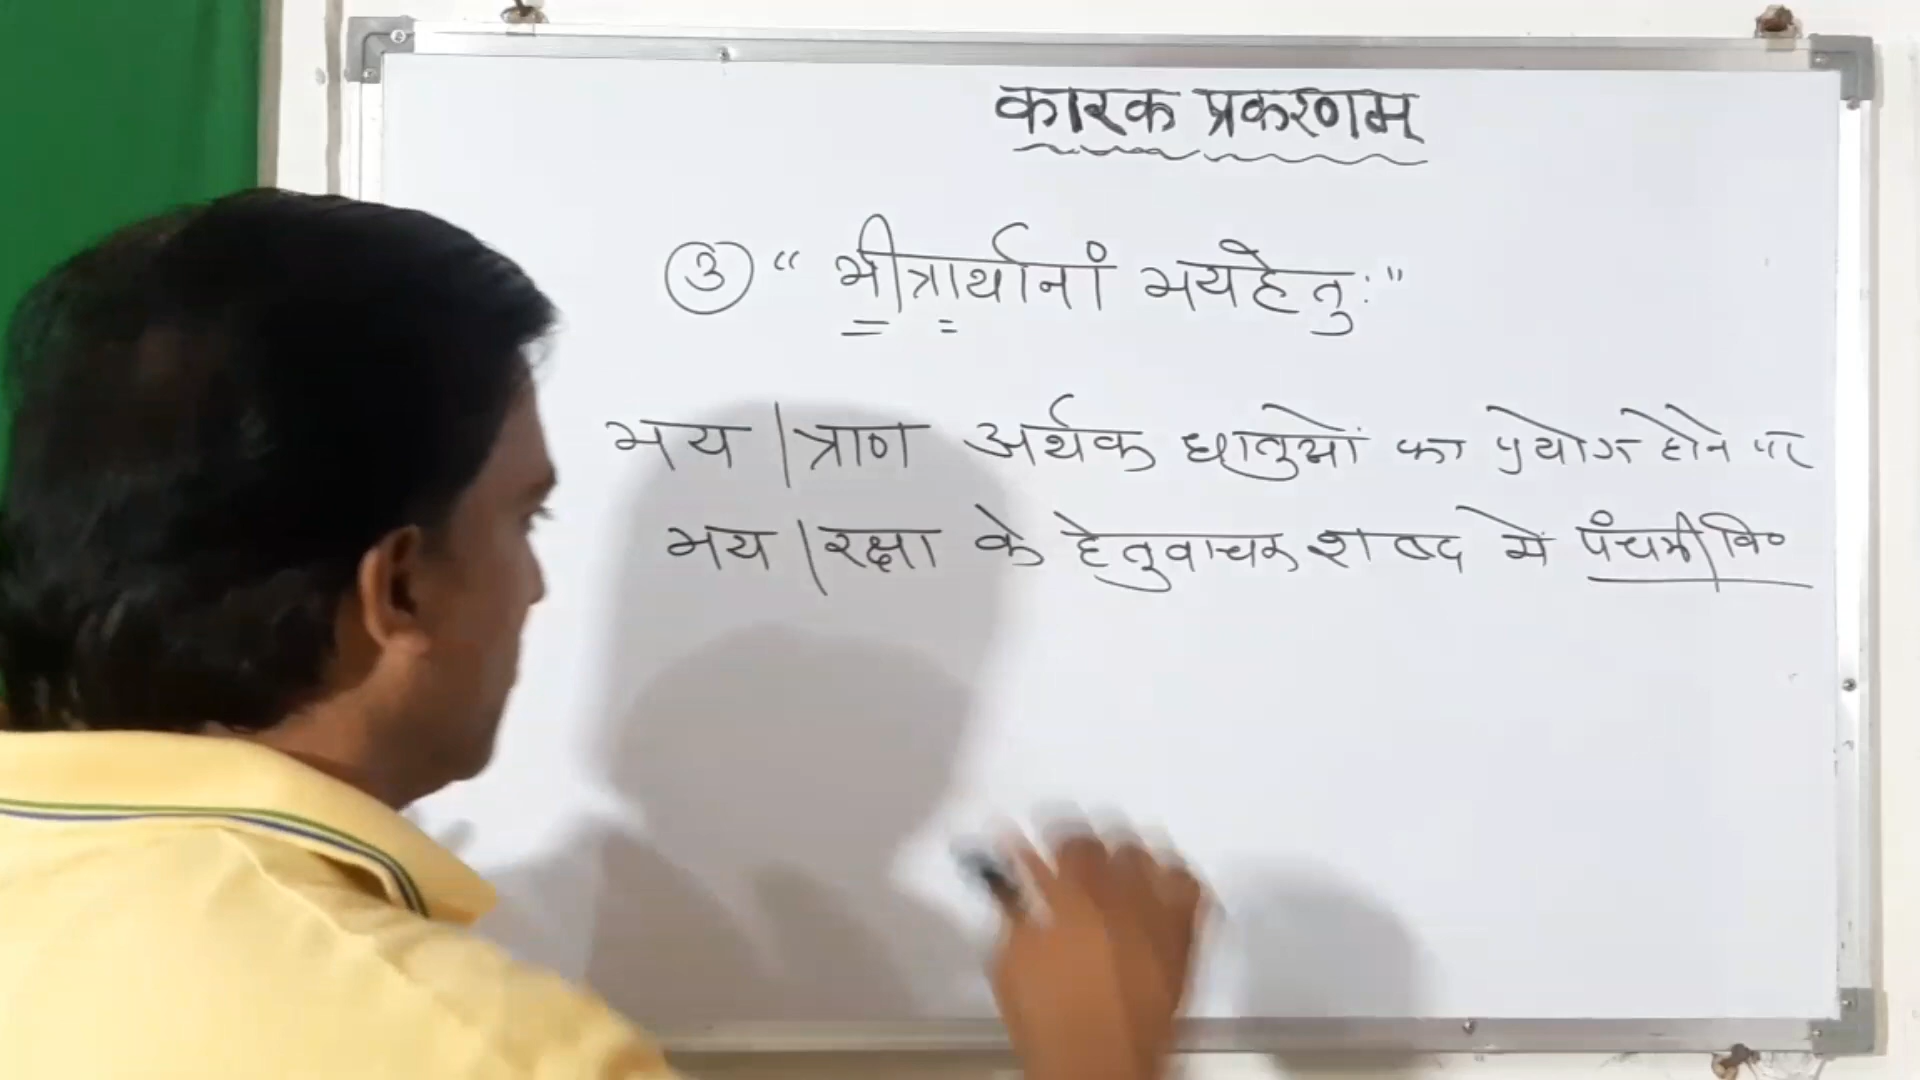 कारक प्रकरणम्
③ “ भीत्रार्थानां भयहेतुः ”
भय | त्राण अर्थक धातुओं का प्रयोग होने पर
भय | रक्षा के हेतुवाचक शब्द में पंचमी वि०